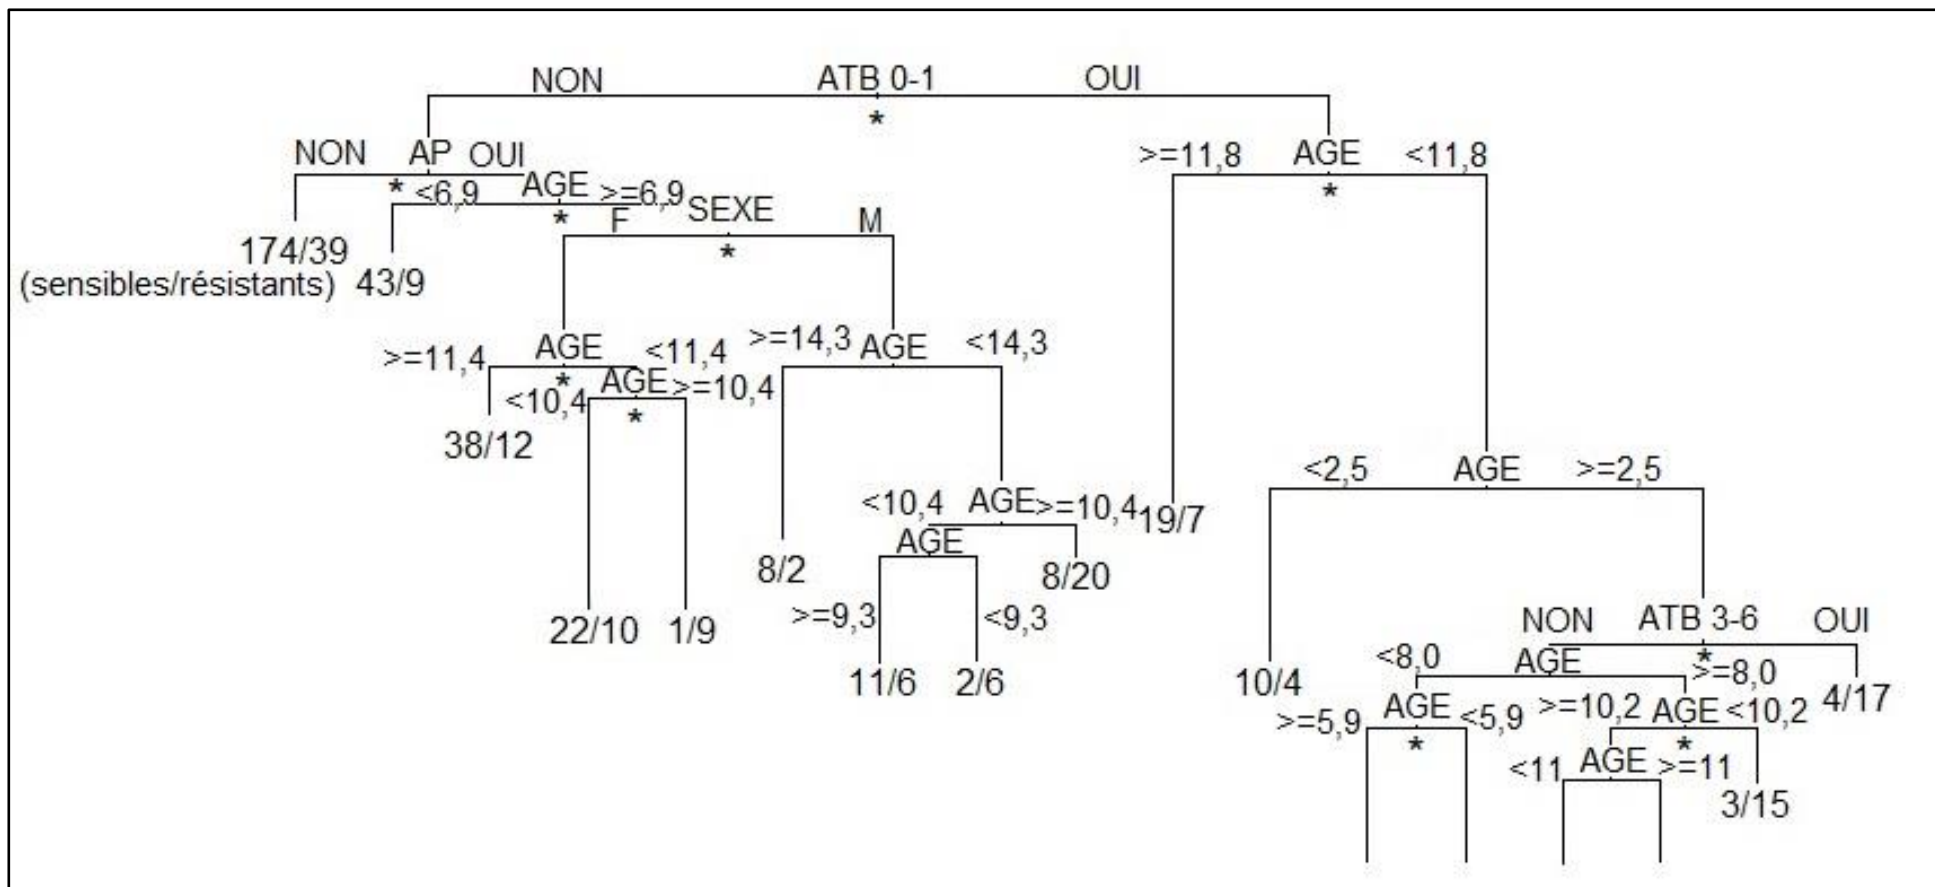 NON ATB 0-1 OUI
*
NON AP OUI >=11,8 AGE <11,8
* <6,9 AGE >=6,9 *
* F SEXE M
*
174/39
(sensibles/résistants) 43/9
>=11,4 AGE <11,4 >=14,3 AGE <14,3
* AGE >=10,4
<10,4 *
38/12
<2,5 AGE >=2,5
<10,4 AGE >=10,4 19/7
AGE
8/2 8/20
>=9,3 <9,3
22/10 1/9
NON ATB 3-6 OUI
<8,0 AGE * >=8,0
11/6 2/6 10/4 4/17
>=5,9 AGE <5,9 >=10,2 AGE <10,2
* *
<11 AGE >=11
3/15